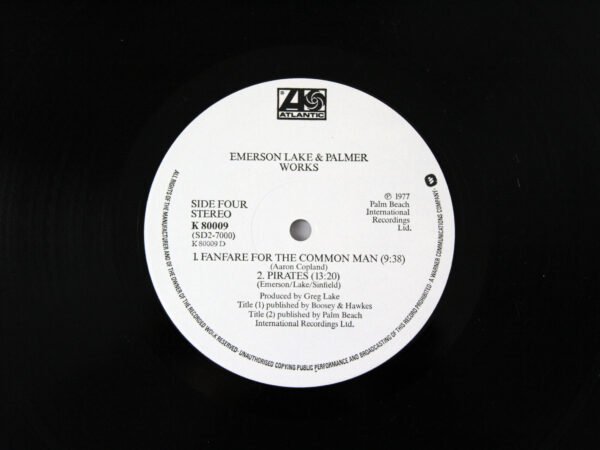 ATLANTIC
EMERSON LAKE & PALMER
WORKS
SIDE FOUR
STEREO
K 80009
(SD2-7000)
K 80009 D
℗ 1977
Palm Beach
International
Recordings
Ltd.
1. FANFARE FOR THE COMMON MAN (9:38)
(Aaron Copland)
2. PIRATES (13:20)
(Emerson/Lake/Sinfield)
Produced by Greg Lake
Title (1) published by Boosey & Hawkes
Title (2) published by Palm Beach
International Recordings Ltd.
ALL RIGHTS OF THE MANUFACTURER AND OF THE OWNER OF THE RECORDED WORK RESERVED · UNAUTHORISED COPYING PUBLIC PERFORMANCE AND BROADCASTING OF THIS RECORD PROHIBITED · A WARNER COMMUNICATIONS COMPANY